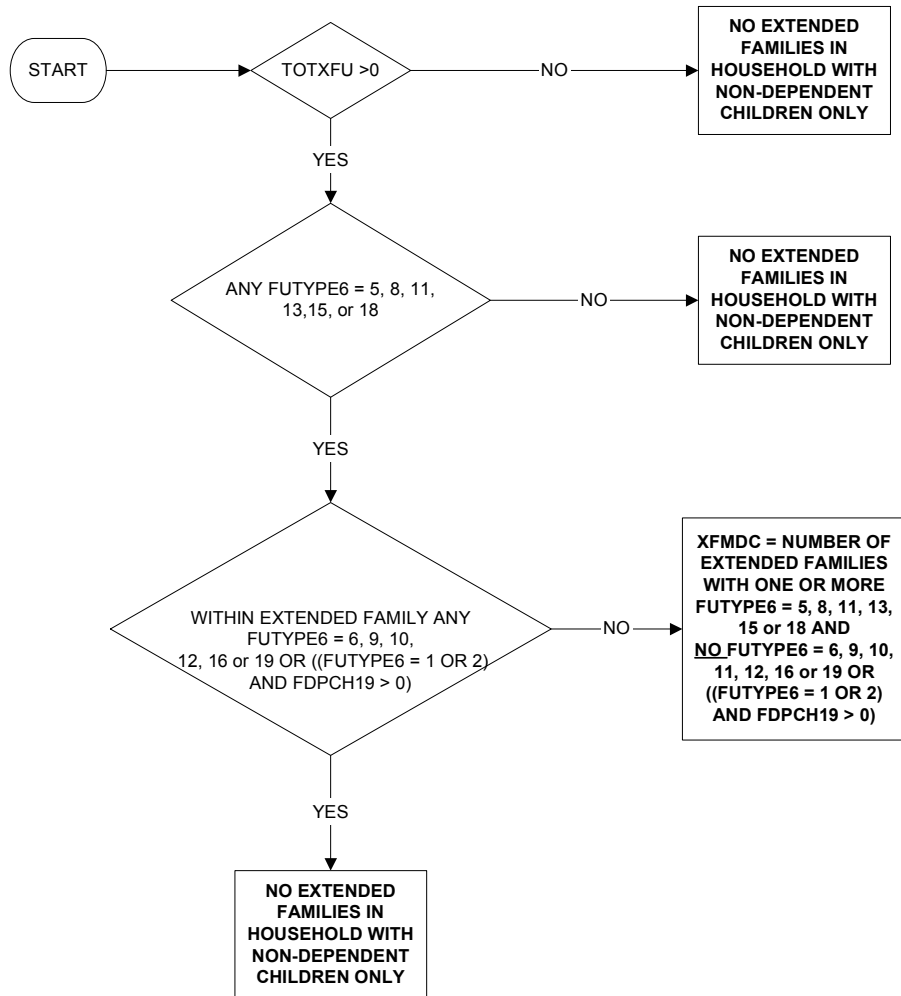 START
TOTXFU >0
NO
NO EXTENDED
FAMILIES IN
HOUSEHOLD WITH
NON-DEPENDENT
CHILDREN ONLY
YES
ANY FUTYPE6 = 5, 8, 11,
13,15, or 18
NO
NO EXTENDED
FAMILIES IN
HOUSEHOLD WITH
NON-DEPENDENT
CHILDREN ONLY
YES
WITHIN EXTENDED FAMILY ANY
FUTYPE6 = 6, 9, 10,
12, 16 or 19 OR ((FUTYPE6 = 1 OR 2)
AND FDPCH19 > 0)
NO
XFMDC = NUMBER OF
EXTENDED FAMILIES
WITH ONE OR MORE
FUTYPE6 = 5, 8, 11, 13,
15 or 18 AND
NO FUTYPE6 = 6, 9, 10,
11, 12, 16 or 19 OR
((FUTYPE6 = 1 OR 2)
AND FDPCH19 > 0)
YES
NO EXTENDED
FAMILIES IN
HOUSEHOLD WITH
NON-DEPENDENT
CHILDREN ONLY